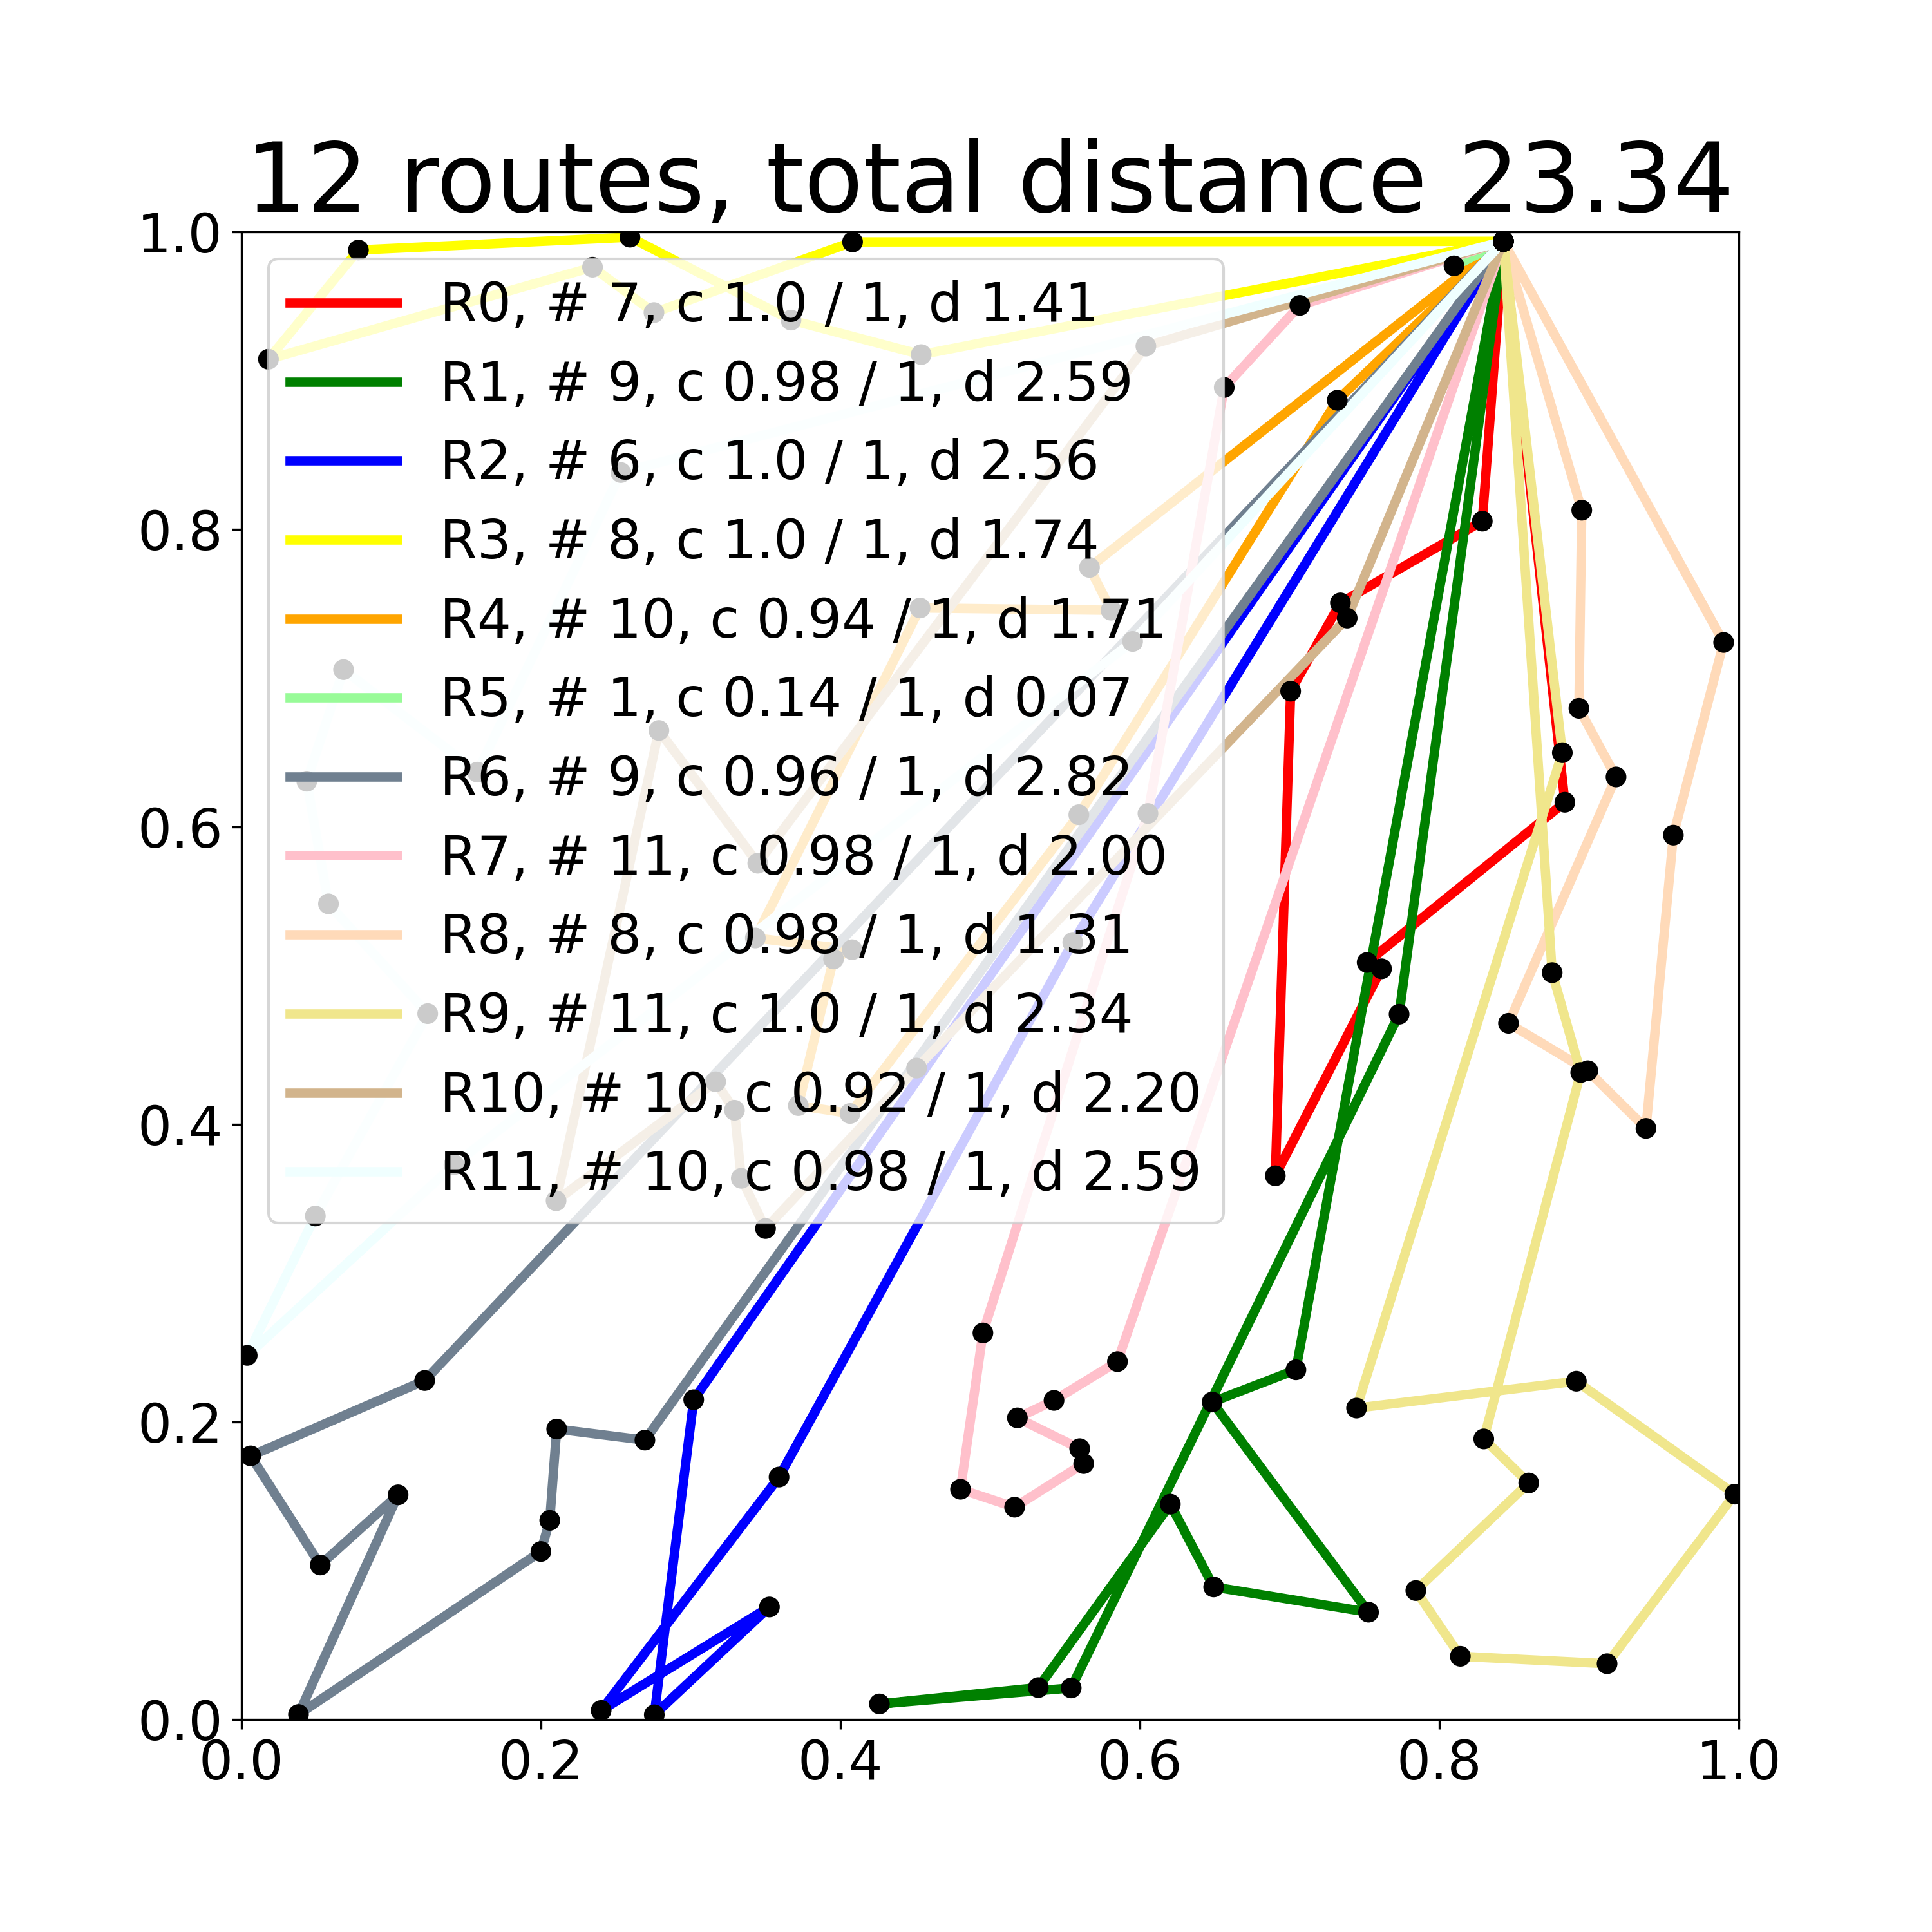 12 routes, total distance 23.34
1.0
0.8
0.6
0.4
0.2
0.0
R0, # 7, c 1.0 / 1, d 1.41
R1, # 9, c 0.98 / 1, d 2.59
R2, # 6, c 1.0 / 1, d 2.56
R3, # 8, c 1.0 / 1, d 1.74
R4, # 10, c 0.94 / 1, d 1.71
R5, # 1, c 0.14 / 1, d 0.07
R6, # 9, c 0.96 / 1, d 2.82
R7, # 11, c 0.98 / 1, d 2.00
R8, # 8, c 0.98 / 1, d 1.31
R9, # 11, c 1.0 / 1, d 2.34
R10, # 10, c 0.92 / 1, d 2.20
R11, # 10, c 0.98 / 1, d 2.59
0.0 0.2 0.4 0.6 0.8 1.0